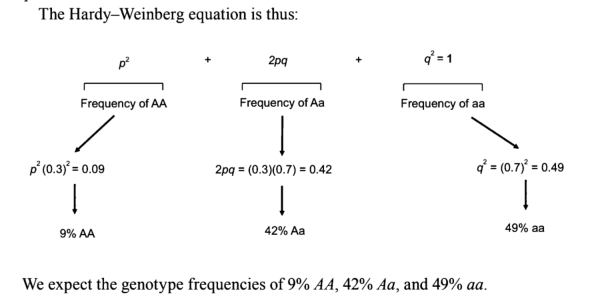 The Hardy–Weinberg equation is thus:
p² + 2pq + q² = 1
Frequency of AA Frequency of Aa Frequency of aa
p² (0.3)² = 0.09 2pq = (0.3)(0.7) = 0.42 q² = (0.7)² = 0.49
9% AA 42% Aa 49% aa
We expect the genotype frequencies of 9% AA, 42% Aa, and 49% aa.